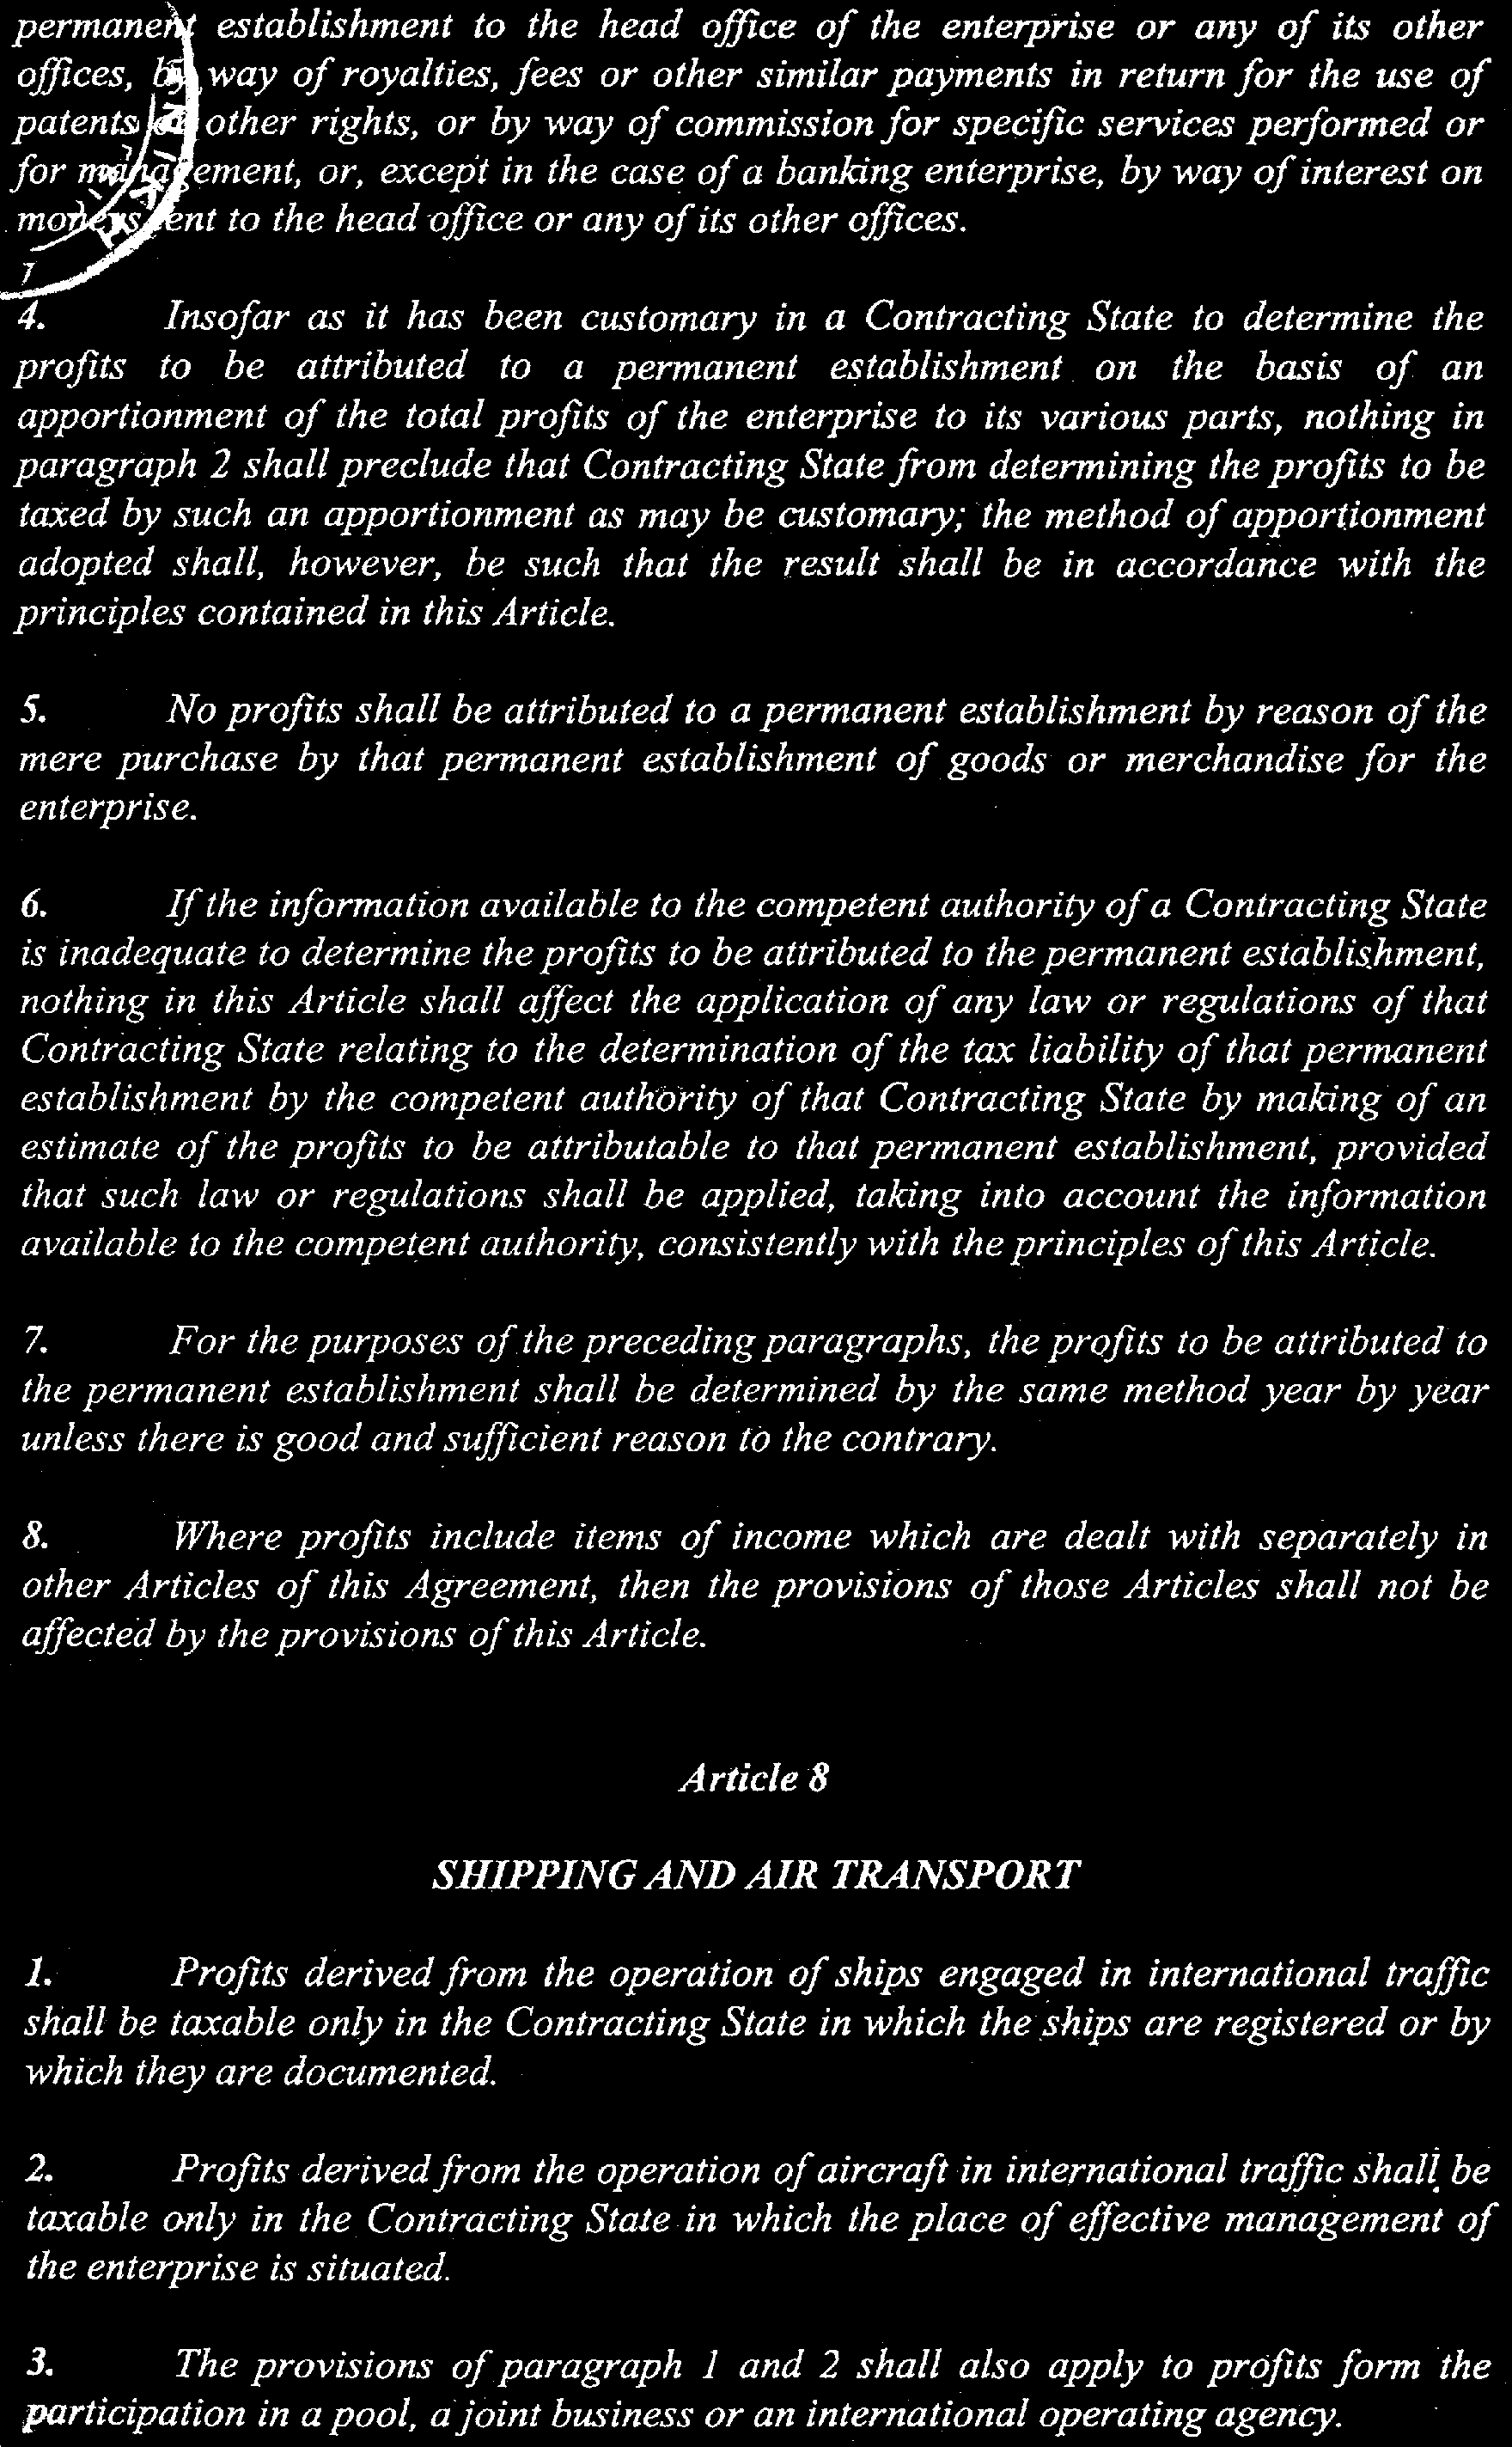 permanent establishment to the head office of the enterprise or any of its other
offices, by way of royalties, fees or other similar payments in return for the use of
patents or other rights, or by way of commission for specific services performed or
for management, or, except in the case of a banking enterprise, by way of interest on
moneys lent to the head office or any of its other offices.
4. Insofar as it has been customary in a Contracting State to determine the
profits to be attributed to a permanent establishment on the basis of an
apportionment of the total profits of the enterprise to its various parts, nothing in
paragraph 2 shall preclude that Contracting State from determining the profits to be
taxed by such an apportionment as may be customary; the method of apportionment
adopted shall, however, be such that the result shall be in accordance with the
principles contained in this Article.
5. No profits shall be attributed to a permanent establishment by reason of the
mere purchase by that permanent establishment of goods or merchandise for the
enterprise.
6. If the information available to the competent authority of a Contracting State
is inadequate to determine the profits to be attributed to the permanent establishment,
nothing in this Article shall affect the application of any law or regulations of that
Contracting State relating to the determination of the tax liability of that permanent
establishment by the competent authority of that Contracting State by making of an
estimate of the profits to be attributable to that permanent establishment, provided
that such law or regulations shall be applied, taking into account the information
available to the competent authority, consistently with the principles of this Article.
7. For the purposes of the preceding paragraphs, the profits to be attributed to
the permanent establishment shall be determined by the same method year by year
unless there is good and sufficient reason to the contrary.
8. Where profits include items of income which are dealt with separately in
other Articles of this Agreement, then the provisions of those Articles shall not be
affected by the provisions of this Article.
Article 8
SHIPPING AND AIR TRANSPORT
1. Profits derived from the operation of ships engaged in international traffic
shall be taxable only in the Contracting State in which the ships are registered or by
which they are documented.
2. Profits derived from the operation of aircraft in international traffic shall be
taxable only in the Contracting State in which the place of effective management of
the enterprise is situated.
3. The provisions of paragraph 1 and 2 shall also apply to profits form the
participation in a pool, a joint business or an international operating agency.